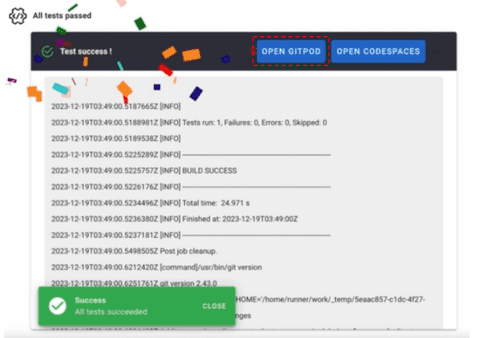 All tests passed
Test success !
OPEN GITPOD
OPEN CODESPACES
2023-12-19T03:49:00.5187665Z [INFO]
2023-12-19T03:49:00.5188981Z [INFO] Tests run: 1, Failures: 0, Errors: 0, Skipped: 0
2023-12-19T03:49:00.5189538Z [INFO]
2023-12-19T03:49:00.5225289Z [INFO] ------------------------------------------------------------------------
2023-12-19T03:49:00.5225757Z [INFO] BUILD SUCCESS
2023-12-19T03:49:00.5226176Z [INFO] ------------------------------------------------------------------------
2023-12-19T03:49:00.5234496Z [INFO] Total time: 24.971 s
2023-12-19T03:49:00.5236380Z [INFO] Finished at: 2023-12-19T03:49:00Z
2023-12-19T03:49:00.5237181Z [INFO] ------------------------------------------------------------------------
2023-12-19T03:49:00.5498505Z Post job cleanup.
2023-12-19T03:49:00.6212420Z [command]/usr/bin/git version
2023-12-19T03:49:00.6251761Z git version 2.43.0
HOME='/home/runner/work/_temp/5eaac857-c1dc-4f27-
nges
Success
All tests succeeded
CLOSE